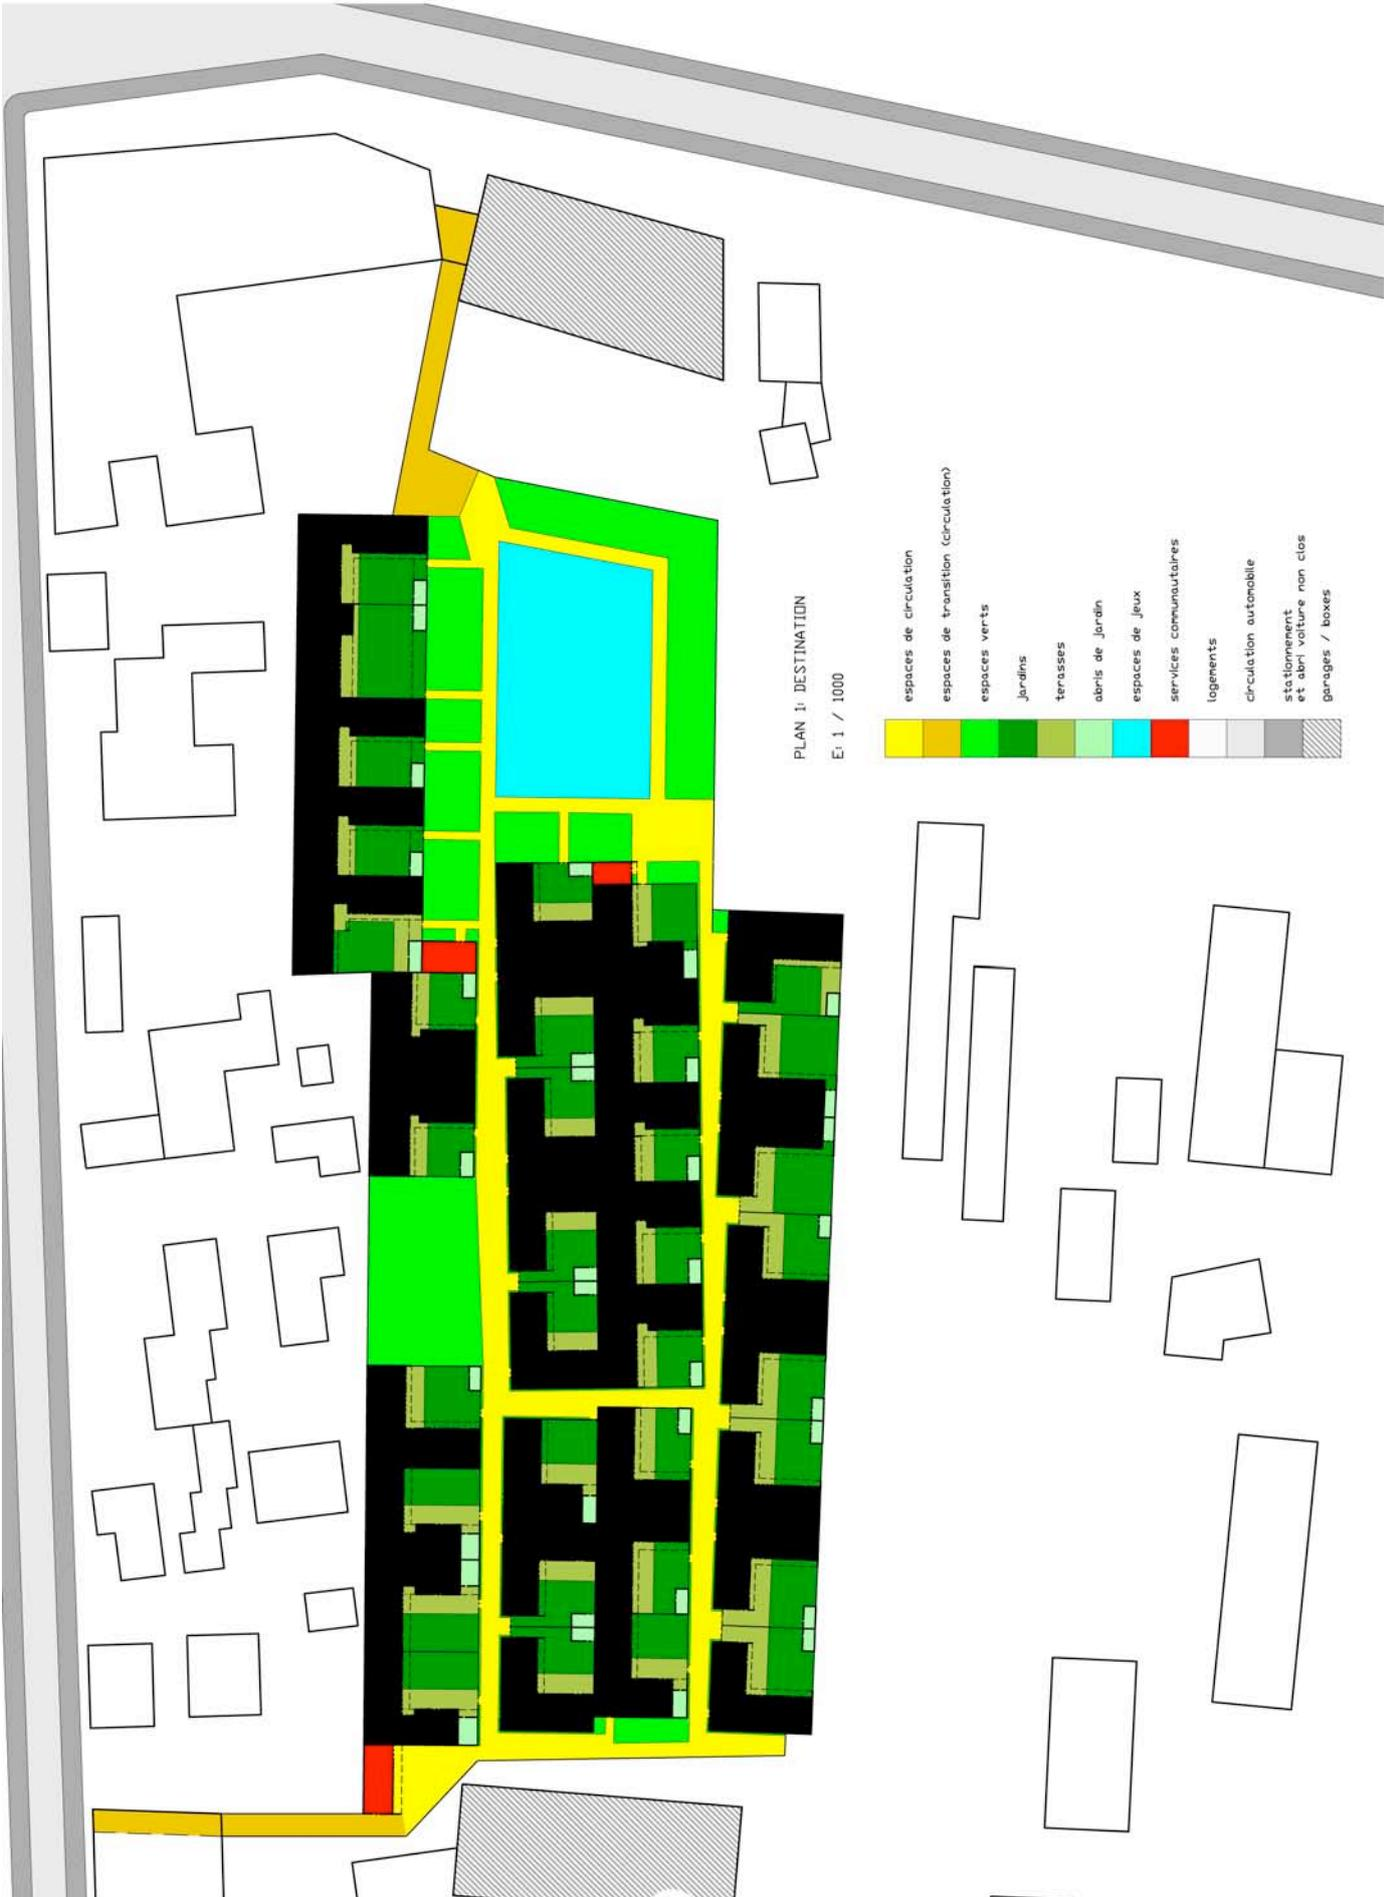 PLAN 1: DESTINATION
E: 1 / 1000
espaces de circulation
espaces de transition (circulation)
espaces verts
jardins
terasses
abris de jardin
espaces de jeux
services communautaires
logements
circulation automobile
stationnement
et abri voiture non clos
garages / boxes